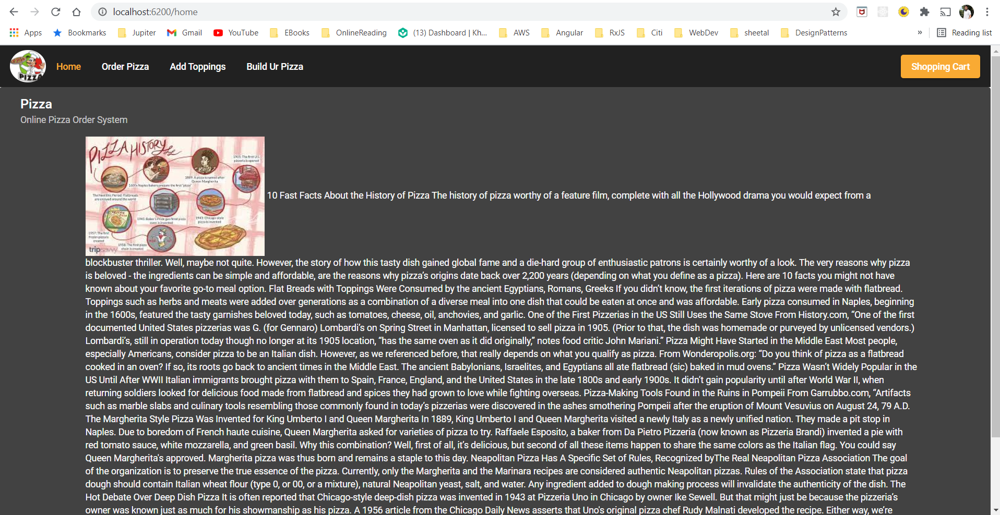 localhost:6200/home
Apps Bookmarks Jupiter Gmail YouTube EBooks OnlineReading (13) Dashboard | Kh... AWS Angular RxJS Citi WebDev sheetal DesignPatterns » Reading list
PIZZA Home Order Pizza Add Toppings Build Ur Pizza Shopping Cart
Pizza
Online Pizza Order System
PIZZA HISTORY
1905: The first U.S.
pizzeria is opened
1889: A pizza is named after
Queen Margherita
1600s Naples bakers prepare the first "pizza"
The Neolithic Period: Flatbreads
are enjoyed around the world
1945: Baker's Pride gas-fired pizza
oven is invented
1943: Chicago-style
pizza is invented
1957: The first
frozen pizza is
created
1958: The first pizza
chain is created
tripsavvy
10 Fast Facts About the History of Pizza The history of pizza worthy of a feature film, complete with all the Hollywood drama you would expect from a
blockbuster thriller. Well, maybe not quite. However, the story of how this tasty dish gained global fame and a die-hard group of enthusiastic patrons is certainly worthy of a look. The very reasons why pizza
is beloved - the ingredients can be simple and affordable, are the reasons why pizza’s origins date back over 2,200 years (depending on what you define as a pizza). Here are 10 facts you might not have
known about your favorite go-to meal option. Flat Breads with Toppings Were Consumed by the ancient Egyptians, Romans, Greeks If you didn’t know, the first iterations of pizza were made with flatbread.
Toppings such as herbs and meats were added over generations as a combination of a diverse meal into one dish that could be eaten at once and was affordable. Early pizza consumed in Naples, beginning
in the 1600s, featured the tasty garnishes beloved today, such as tomatoes, cheese, oil, anchovies, and garlic. One of the First Pizzerias in the US Still Uses the Same Stove From History.com, “One of the first
documented United States pizzerias was G. (for Gennaro) Lombardi’s on Spring Street in Manhattan, licensed to sell pizza in 1905. (Prior to that, the dish was homemade or purveyed by unlicensed vendors.)
Lombardi’s, still in operation today though no longer at its 1905 location, “has the same oven as it did originally,” notes food critic John Mariani.” Pizza Might Have Started in the Middle East Most people,
especially Americans, consider pizza to be an Italian dish. However, as we referenced before, that really depends on what you qualify as pizza. From Wonderopolis.org: “Do you think of pizza as a flatbread
cooked in an oven? If so, its roots go back to ancient times in the Middle East. The ancient Babylonians, Israelites, and Egyptians all ate flatbread (sic) baked in mud ovens.” Pizza Wasn’t Widely Popular in the
US Until After WWII Italian immigrants brought pizza with them to Spain, France, England, and the United States in the late 1800s and early 1900s. It didn’t gain popularity until after World War II, when
returning soldiers looked for delicious food made from flatbread and spices they had grown to love while fighting overseas. Pizza-Making Tools Found in the Ruins in Pompeii From Garrubbo.com, “Artifacts
such as marble slabs and culinary tools resembling those commonly found in today’s pizzerias were discovered in the ashes smothering Pompeii after the eruption of Mount Vesuvius on August 24, 79 A.D.
The Margherita Style Pizza Was Invented for King Umberto I and Queen Margherita In 1889, King Umberto I and Queen Margherita visited a newly Italy as a newly unified nation. They made a pit stop in
Naples. Due to boredom of French haute cuisine, Queen Margherita asked for varieties of pizza to try. Raffaele Esposito, a baker from Da Pietro Pizzeria (now known as Pizzeria Brandi) invented a pie with
red tomato sauce, white mozzarella, and green basil. Why this combination? Well, first of all, it’s delicious, but second of all these items happen to share the same colors as the Italian flag. You could say
Queen Margherita's approved. Margherita pizza was thus born and remains a staple to this day. Neapolitan Pizza Has A Specific Set of Rules, Recognized byThe Real Neapolitan Pizza Association The goal
of the organization is to preserve the true essence of the pizza. Currently, only the Margherita and the Marinara recipes are considered authentic Neapolitan pizzas. Rules of the Association state that pizza
dough should contain Italian wheat flour (type 0, or 00, or a mixture), natural Neapolitan yeast, salt, and water. Any ingredient added to dough making process will invalidate the authenticity of the dish. The
Hot Debate Over Deep Dish Pizza It is often reported that Chicago-style deep-dish pizza was invented in 1943 at Pizzeria Uno in Chicago by owner Ike Sewell. But that might just be because the pizzeria’s
owner was known just as much for his showmanship as his pizza. A 1956 article from the Chicago Daily News asserts that Uno's original pizza chef Rudy Malnati developed the recipe. Either way, we’re